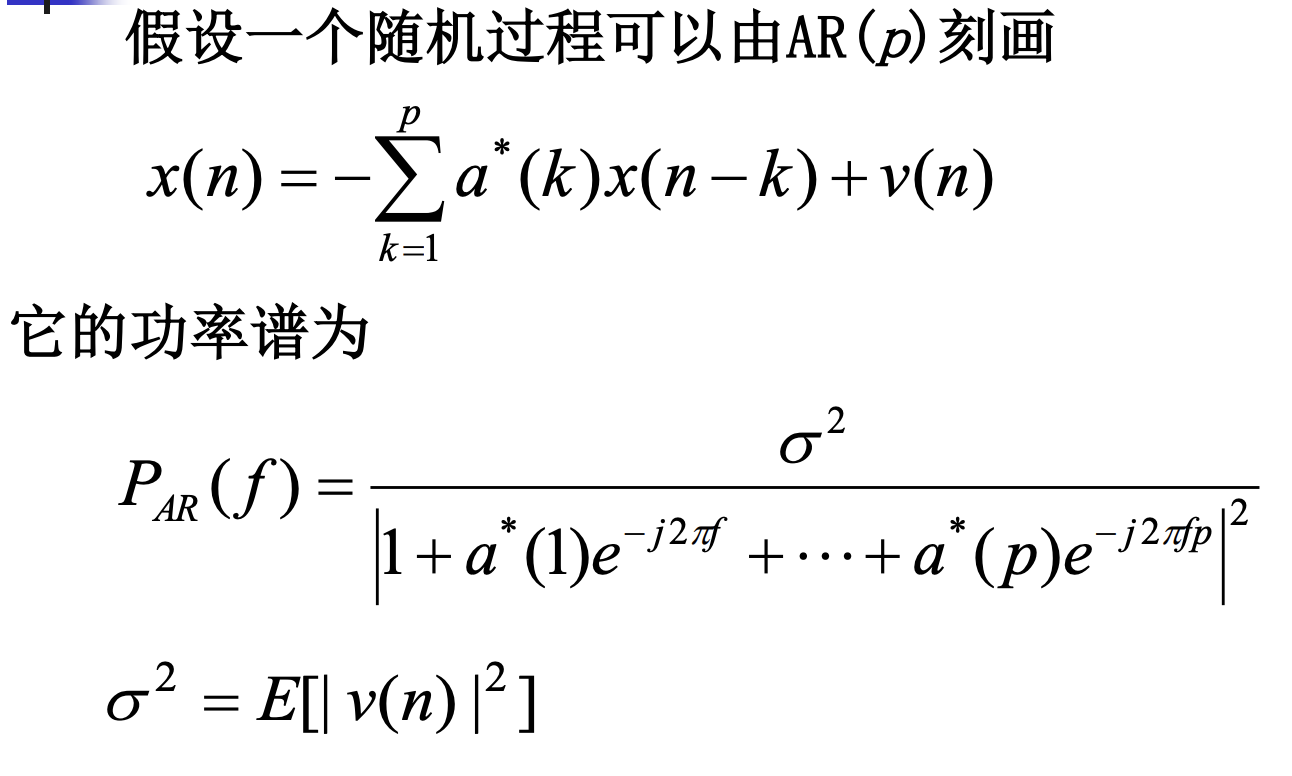 假设一个随机过程可以由AR(p)刻画
x(n) = -\sum_{k=1}^{p} a^*(k)x(n-k)+v(n)
它的功率谱为
P_{AR}(f) = \frac{\sigma^2}{|1+a^*(1)e^{-j2\pi f}+\cdots+a^*(p)e^{-j2\pi fp}|^2}
\sigma^2 = E[|v(n)|^2]